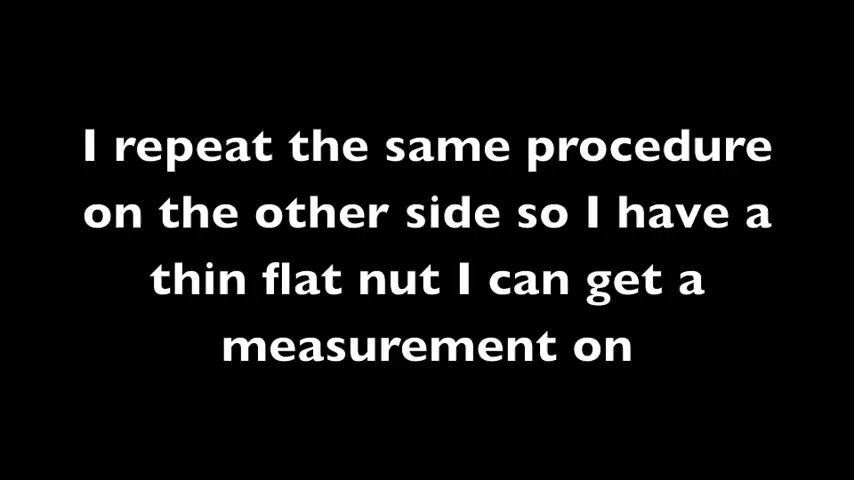 I repeat the same procedure
on the other side so I have a
thin flat nut I can get a
measurement on